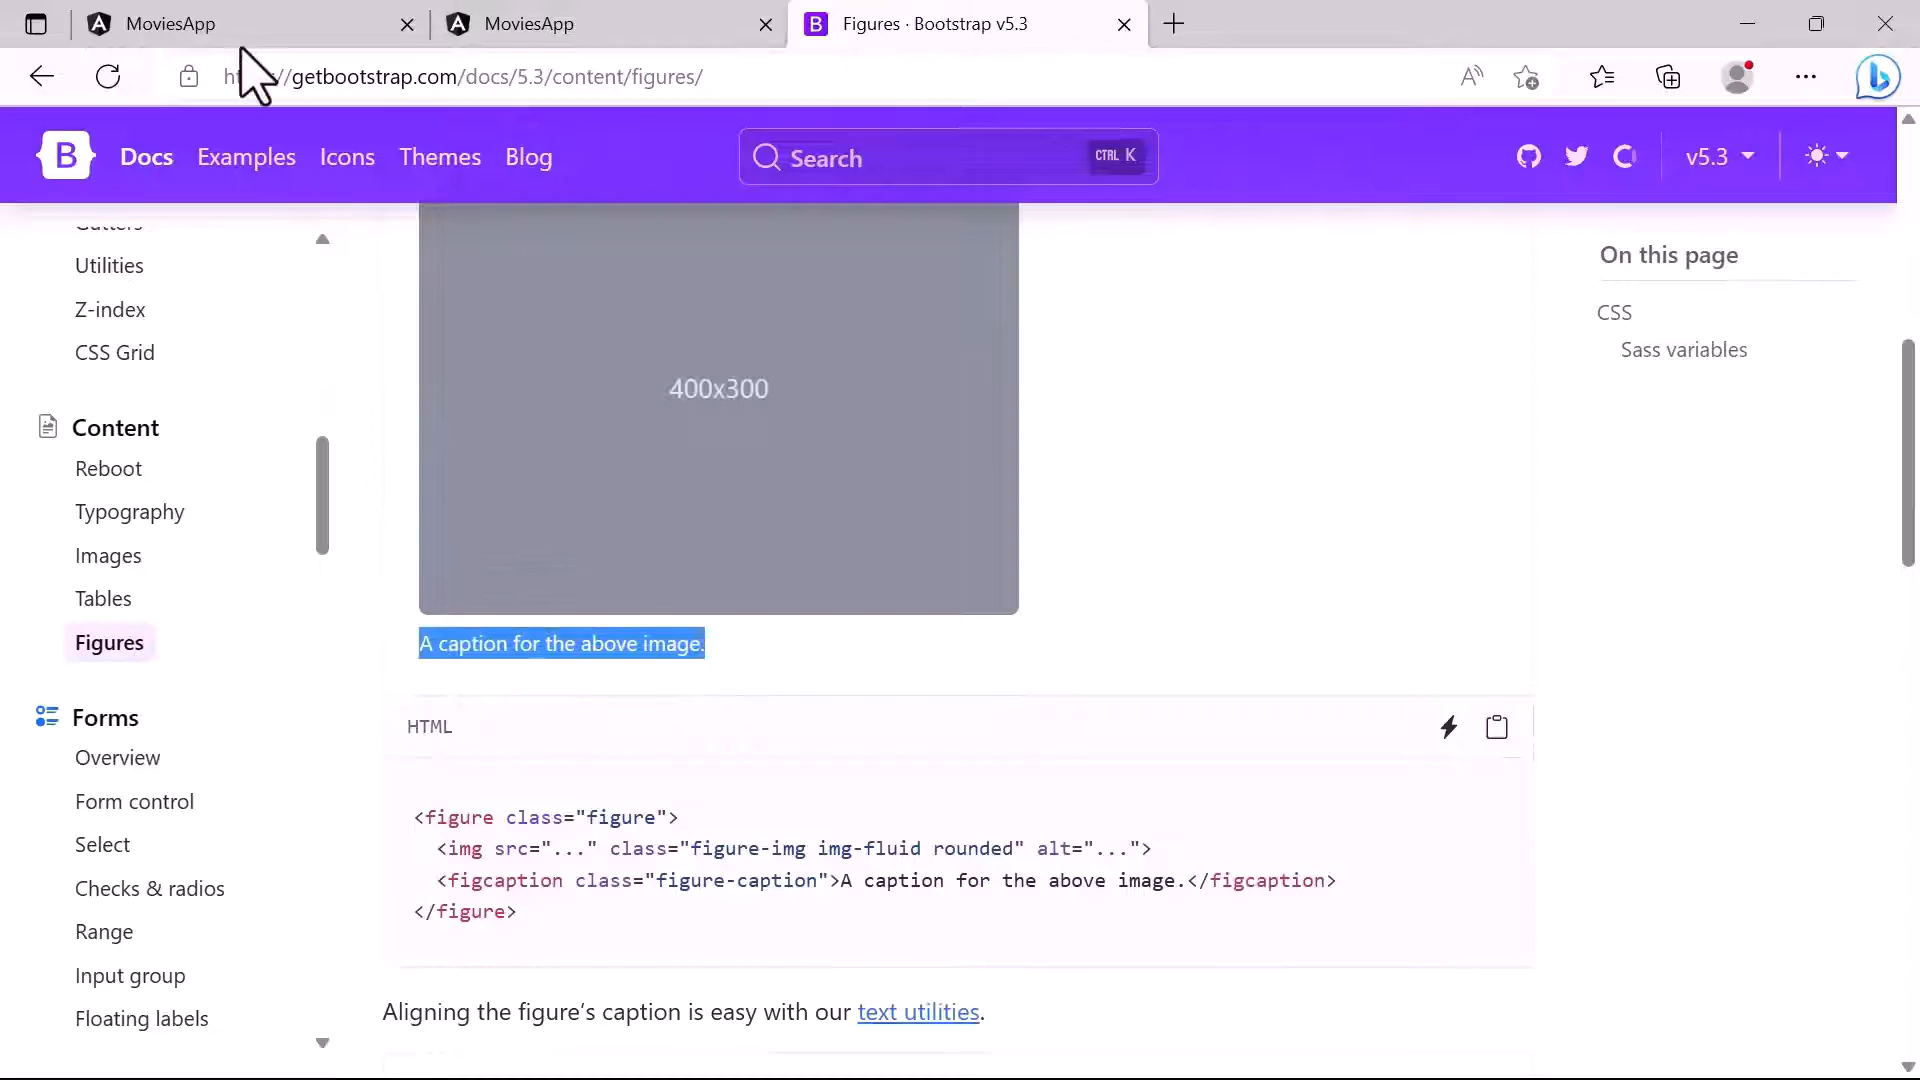 MoviesApp
MoviesApp
Figures · Bootstrap v5.3
//getbootstrap.com/docs/5.3/content/figures/
B
Docs
Examples
Icons
Themes
Blog
Search
CTRL K
v5.3
Gutters
Utilities
Z-index
CSS Grid
Content
Reboot
Typography
Images
Tables
Figures
Forms
Overview
Form control
Select
Checks & radios
Range
Input group
Floating labels
400x300
A caption for the above image.
HTML
<figure class="figure">
<img src="..." class="figure-img img-fluid rounded" alt="...">
<figcaption class="figure-caption">A caption for the above image.</figcaption>
</figure>
Aligning the figure's caption is easy with our text utilities.
On this page
CSS
Sass variables